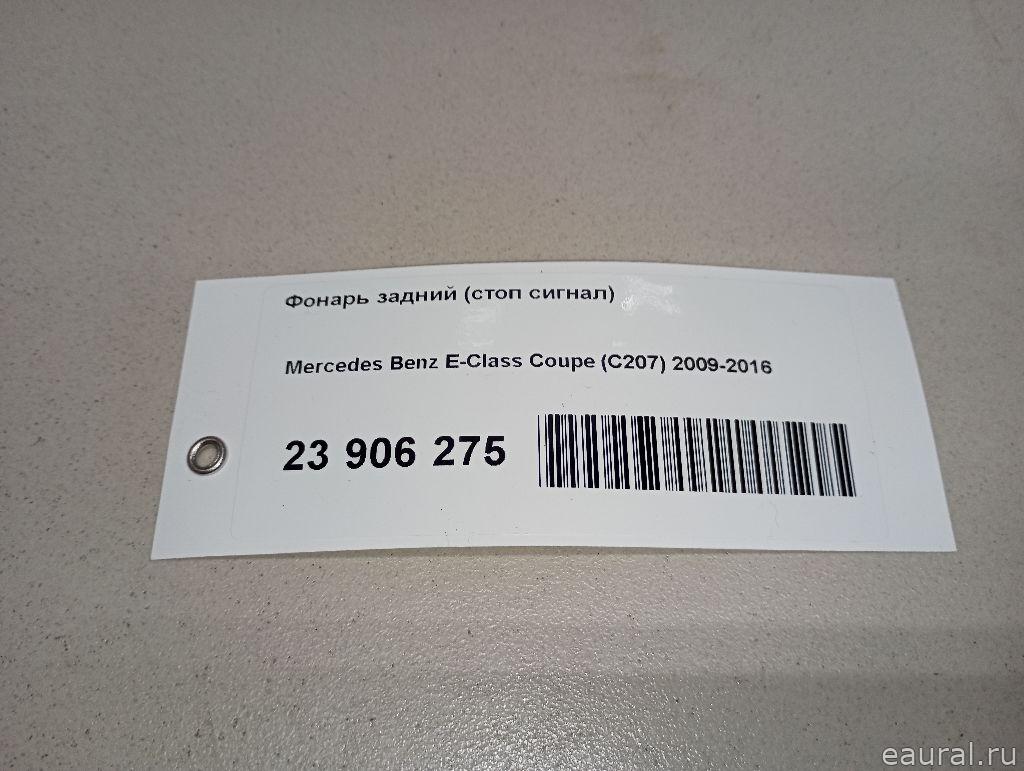 Фонарь задний (стоп сигнал)
Mercedes Benz E-Class Coupe (C207) 2009-2016
23 906 275
eaural.ru